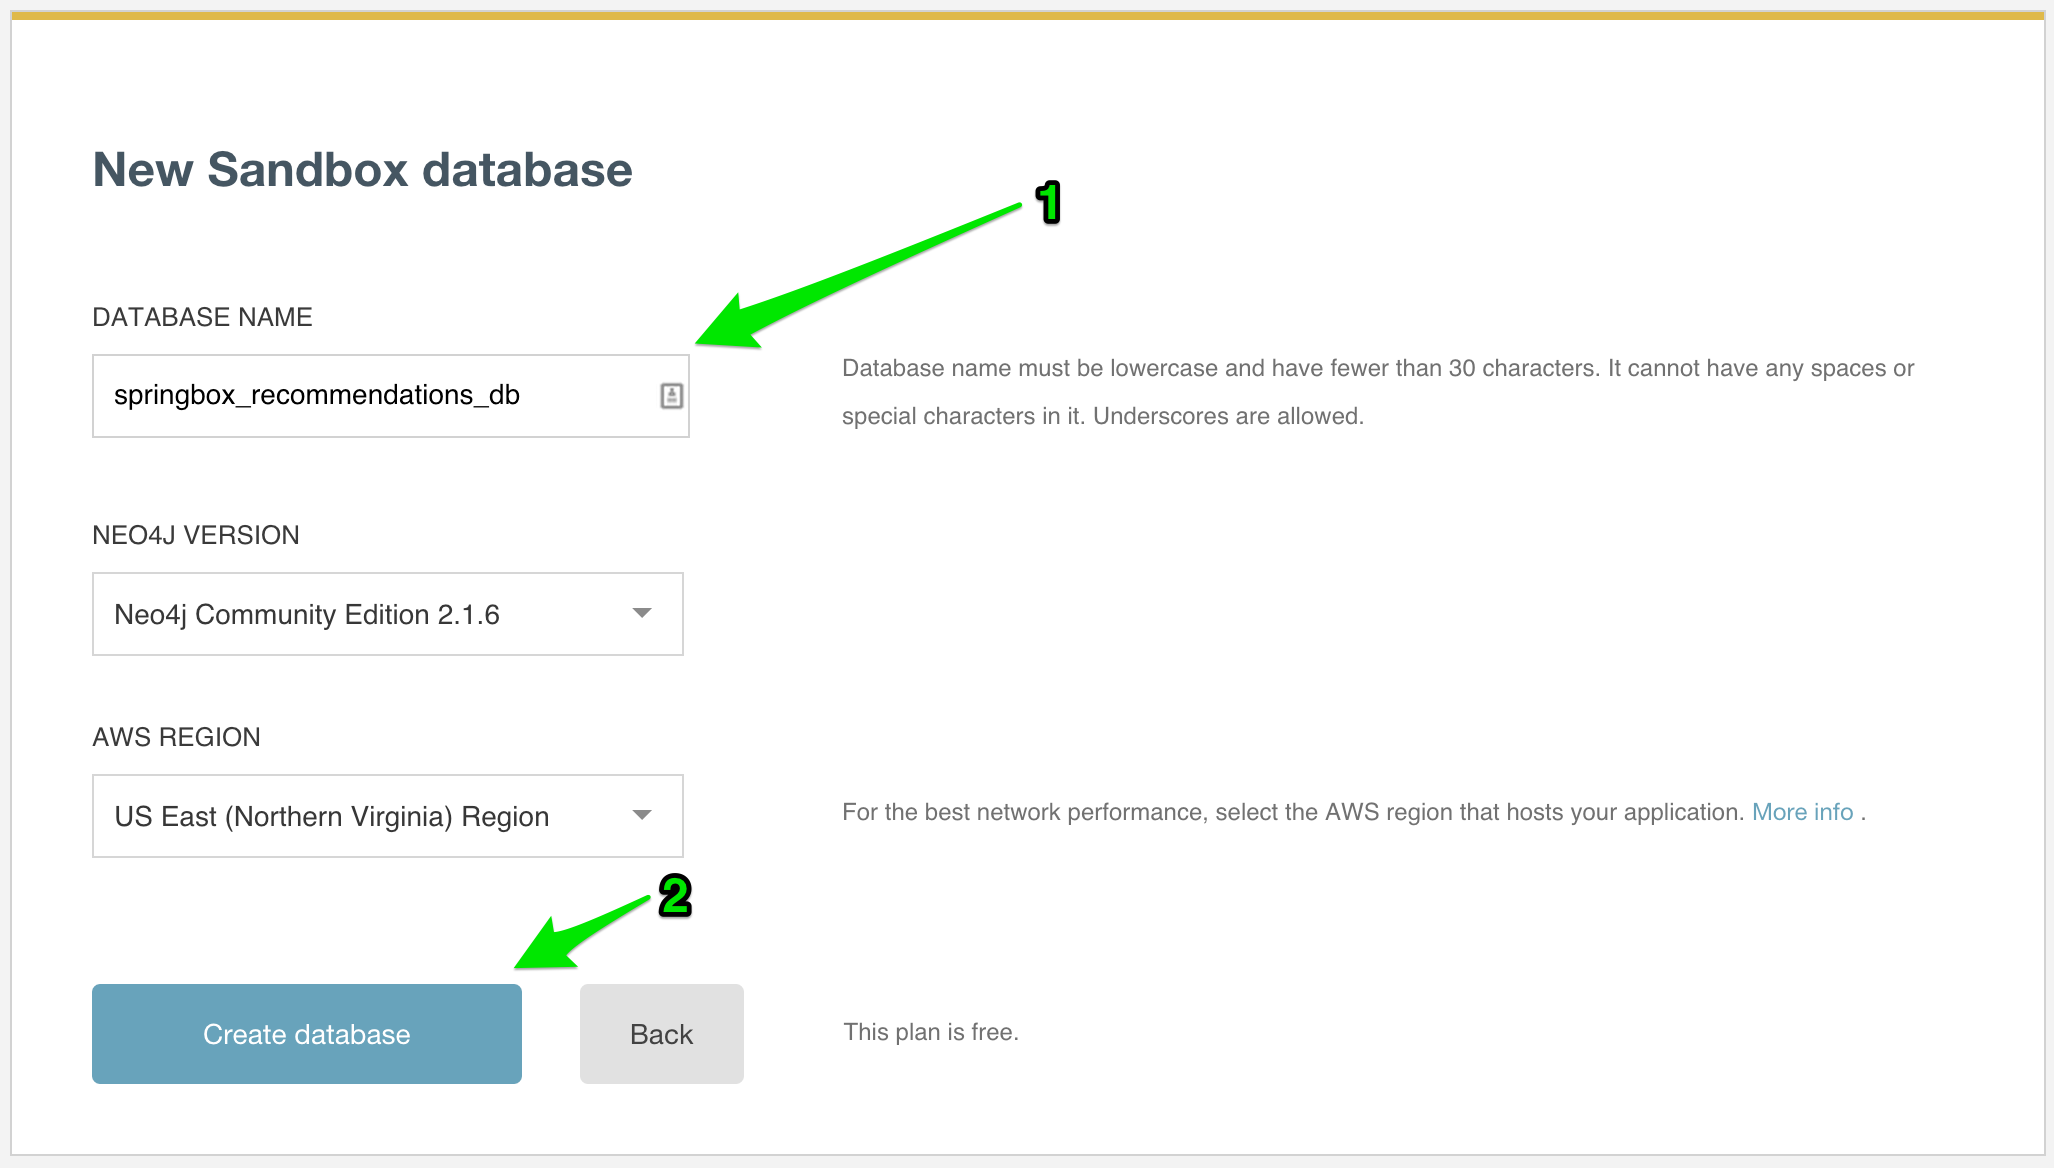 New Sandbox database
1
DATABASE NAME
springbox_recommendations_db
Database name must be lowercase and have fewer than 30 characters. It cannot have any spaces or
special characters in it. Underscores are allowed.
NEO4J VERSION
Neo4j Community Edition 2.1.6
AWS REGION
US East (Northern Virginia) Region
For the best network performance, select the AWS region that hosts your application. More info .
2
Create database
Back
This plan is free.